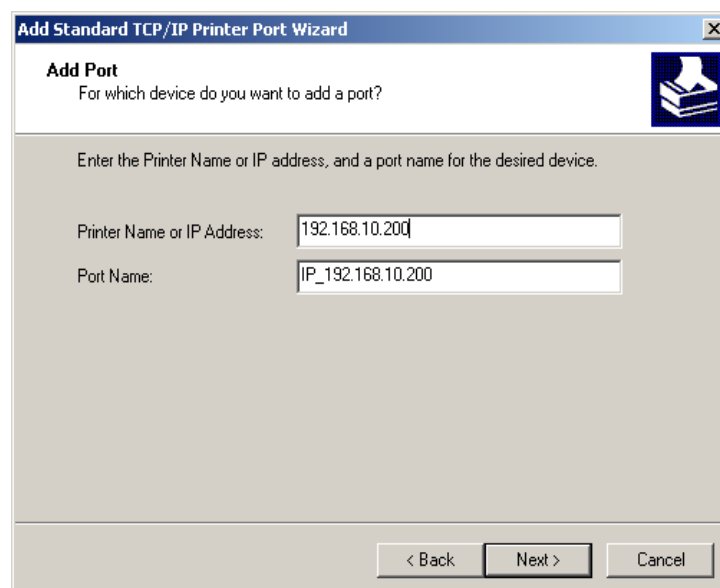 Add Standard TCP/IP Printer Port Wizard
Add Port
For which device do you want to add a port?
Enter the Printer Name or IP address, and a port name for the desired device.
Printer Name or IP Address: 192.168.10.200
Port Name: IP_192.168.10.200
< Back Next > Cancel